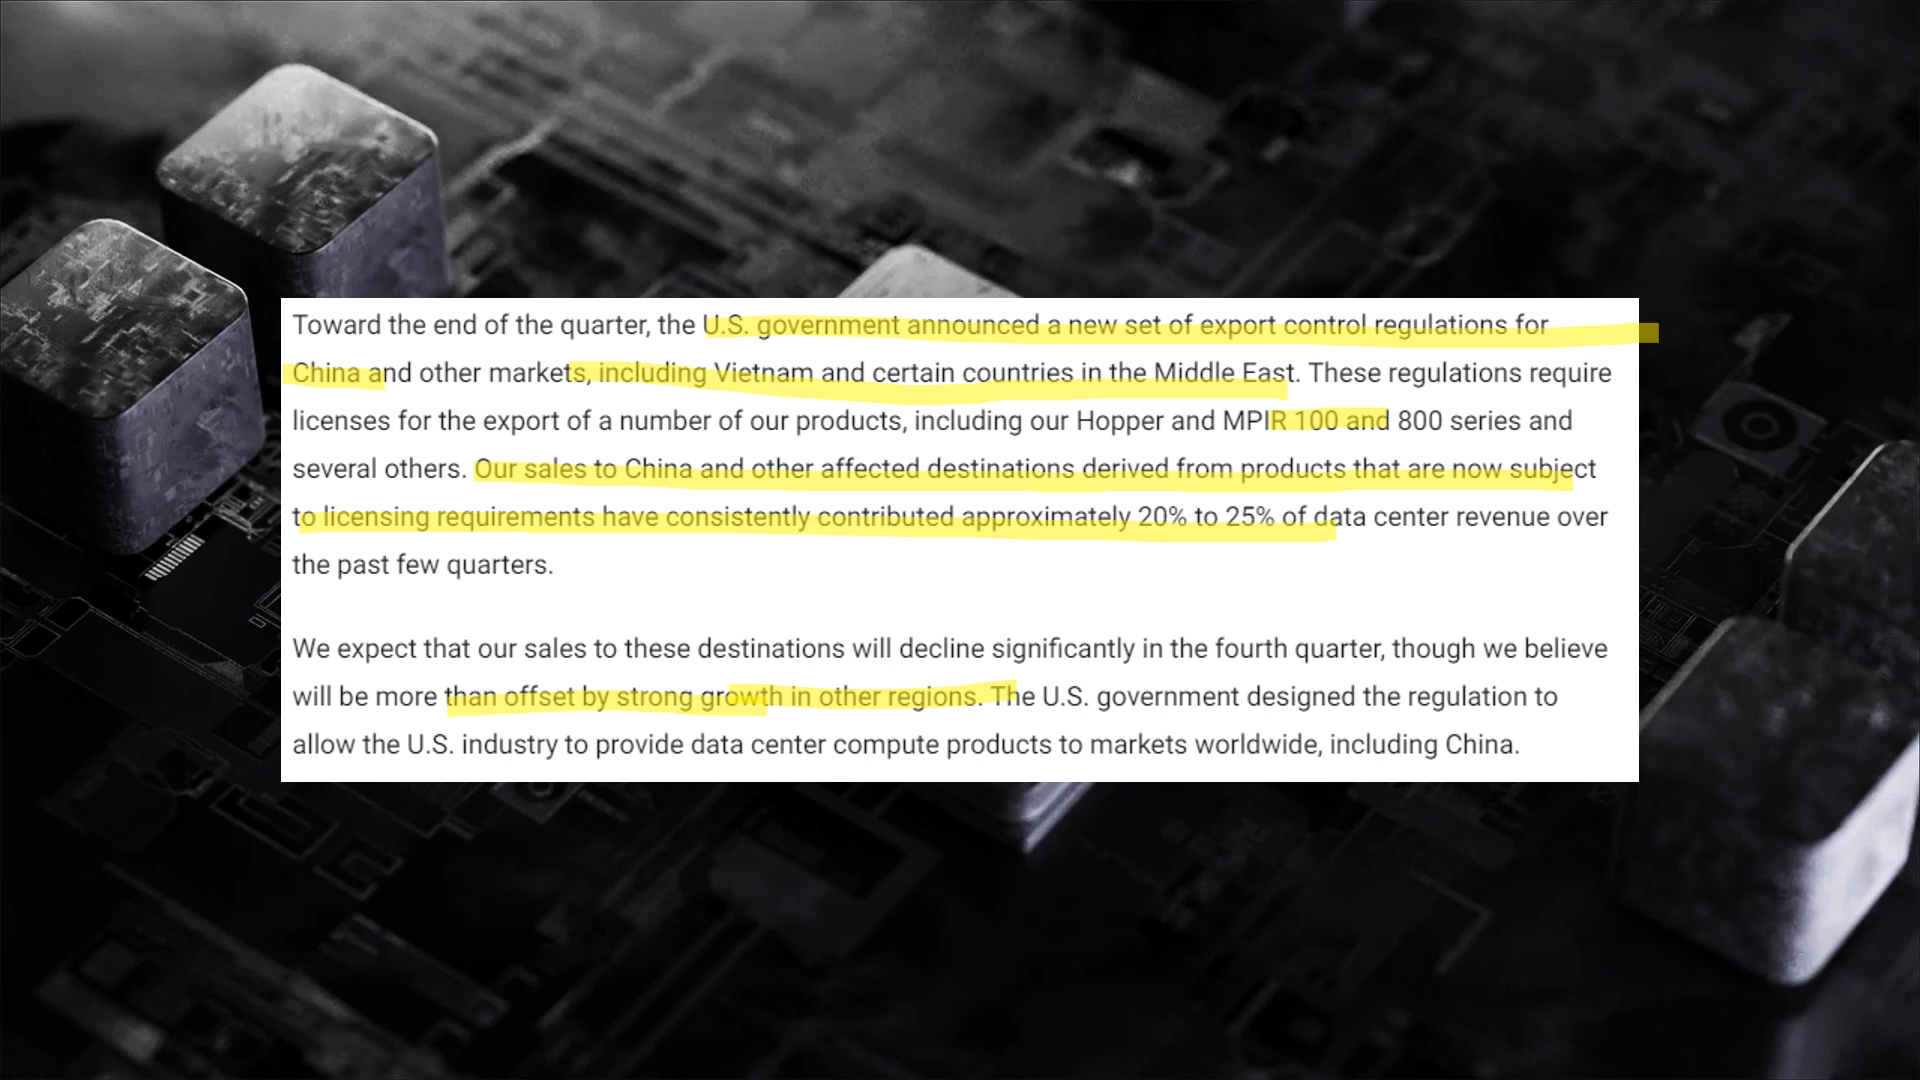 Toward the end of the quarter, the U.S. government announced a new set of export control regulations for
China and other markets, including Vietnam and certain countries in the Middle East. These regulations require
licenses for the export of a number of our products, including our Hopper and MPIR 100 and 800 series and
several others. Our sales to China and other affected destinations derived from products that are now subject
to licensing requirements have consistently contributed approximately 20% to 25% of data center revenue over
the past few quarters.
We expect that our sales to these destinations will decline significantly in the fourth quarter, though we believe
will be more than offset by strong growth in other regions. The U.S. government designed the regulation to
allow the U.S. industry to provide data center compute products to markets worldwide, including China.